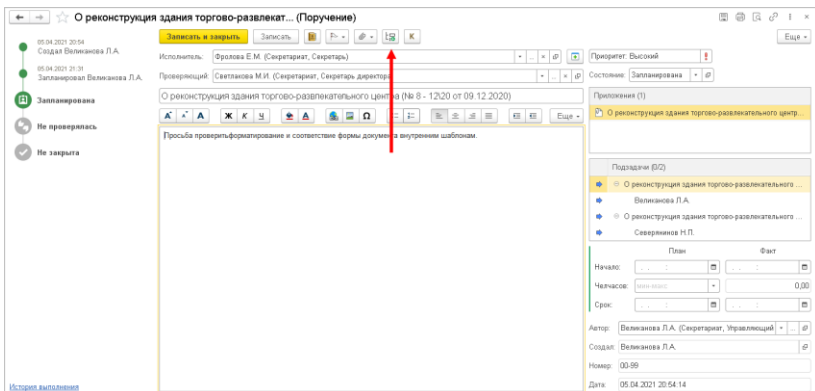 О реконструкция здания торгово-развлекат... (Поручение)
05.04.2021 20:54
Создал Великанова Л.А.
05.04.2021 21:31
Запланировал Великанова Л.А.
Запланирована
Не проверялась
Не закрыта
История выполнения
Записать и закрыть
Записать
К
Еще
Исполнитель: Фролова Е.М. (Секретариат, Секретарь)
Проверяющий: Светлакова М.И. (Секретариат, Секретарь директора)
О реконструкция здания торгово-развлекательного центра (№ 8 - 12\20 от 09.12.2020)
А А А Ж К Ч А Ω Еще
Просьба проверитьформатирование и соответствие формы документа внутренним шаблонам.
Приоритет: Высокий
Состояние: Запланирована
Приложения (1)
О реконструкция здания торгово-развлекательного центр...
Подзадачи (0/2)
О реконструкция здания торгово-развлекательного ...
Великанова Л.А.
О реконструкция здания торгово-развлекательного ...
Северянинов Н.П.
План Факт
Начало: . . : . . :
Челчасов: мин макс 0,00
Срок: . . : . . :
Автор: Великанова Л.А. (Секретариат, Управляющий
Создал: Великанова Л.А.
Номер: 00-99
Дата: 05.04.2021 20:54:14